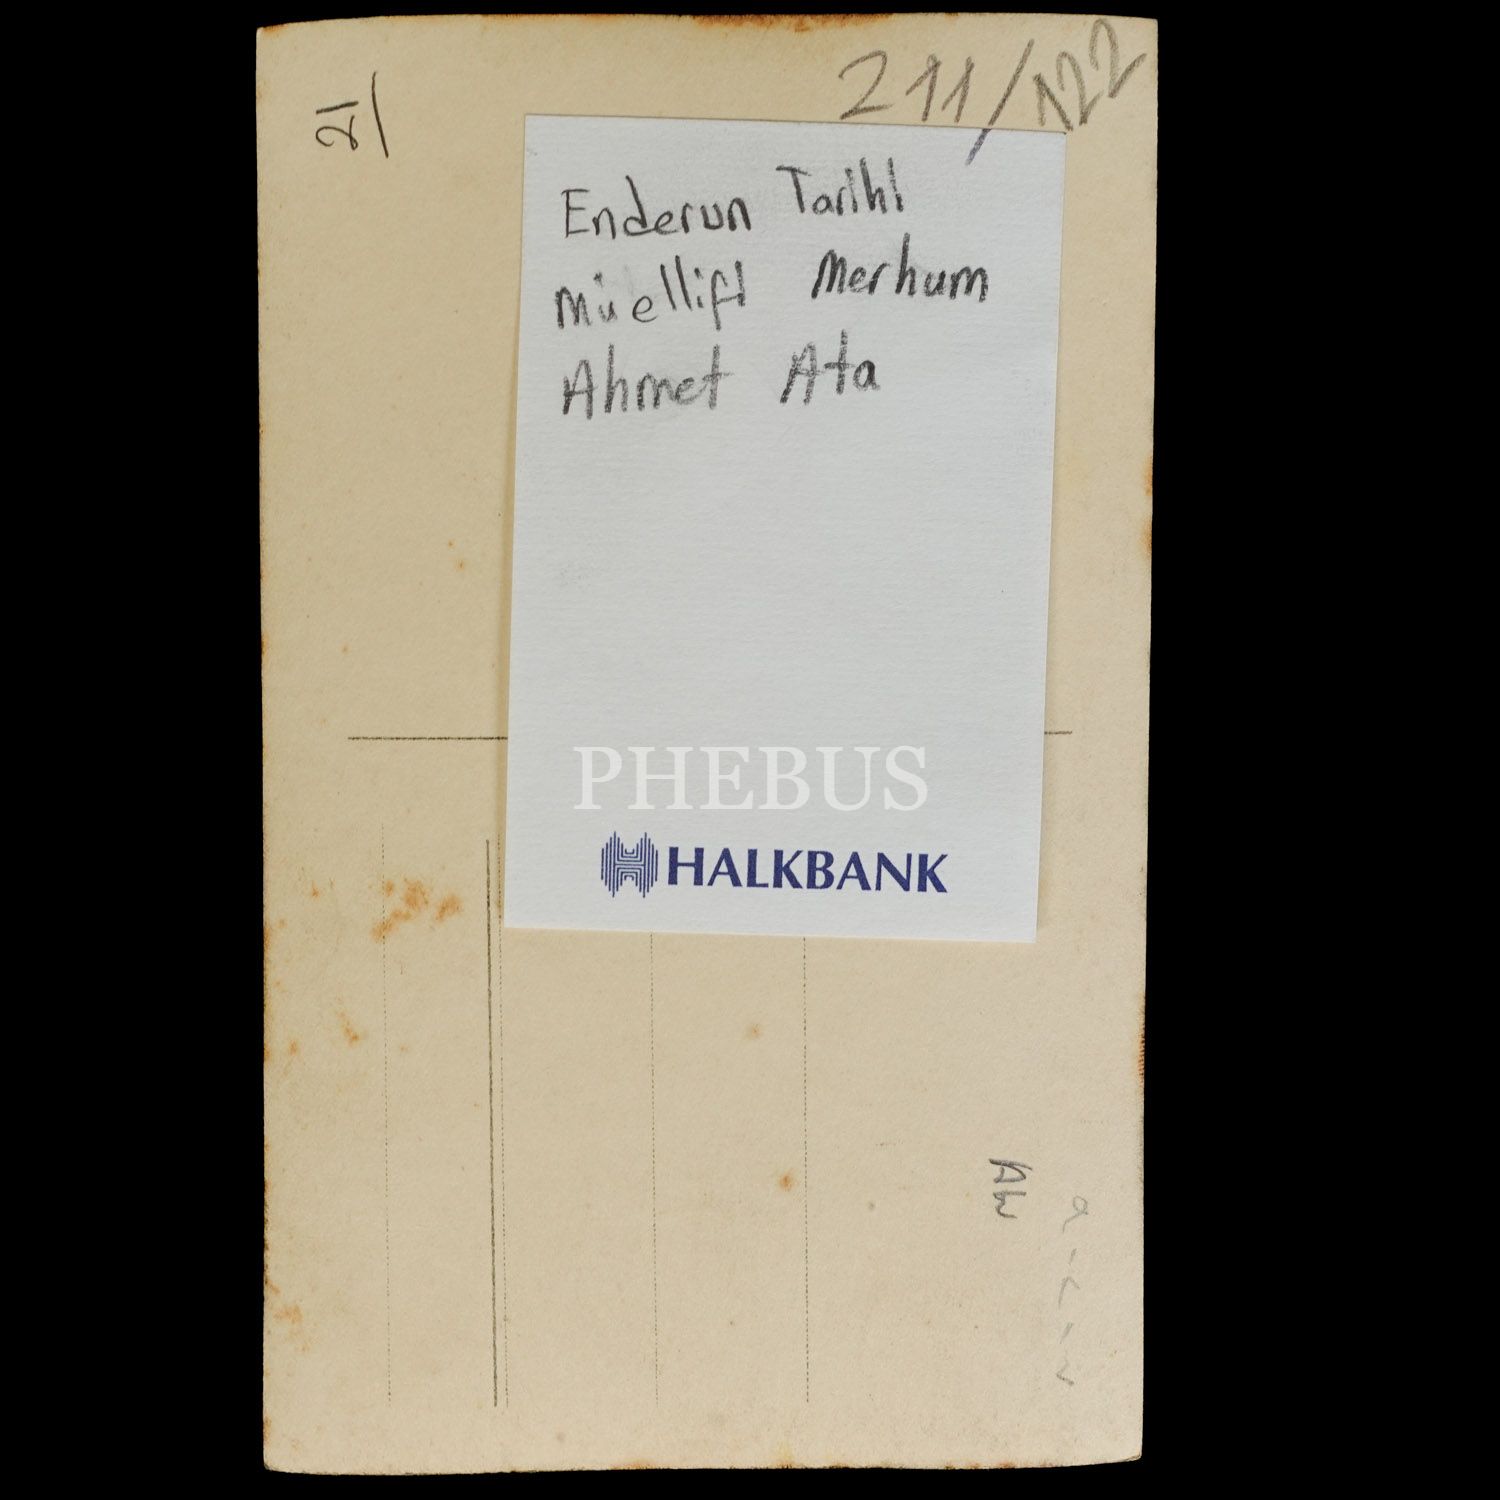 211/122
21/
Enderun Tarihi
Müellifi Merhum
Ahmet Ata
PHEBUS
HALKBANK